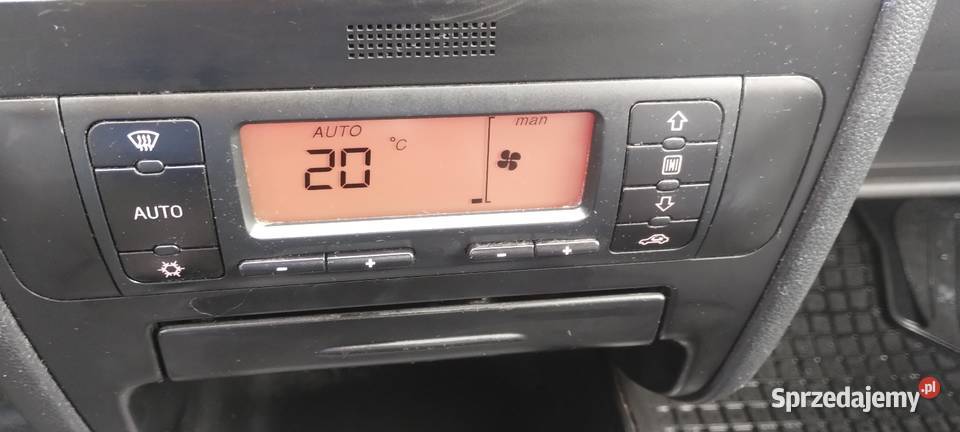 AUTO
man
20 °C
AUTO
- + - +
Sprzedajemy.pl